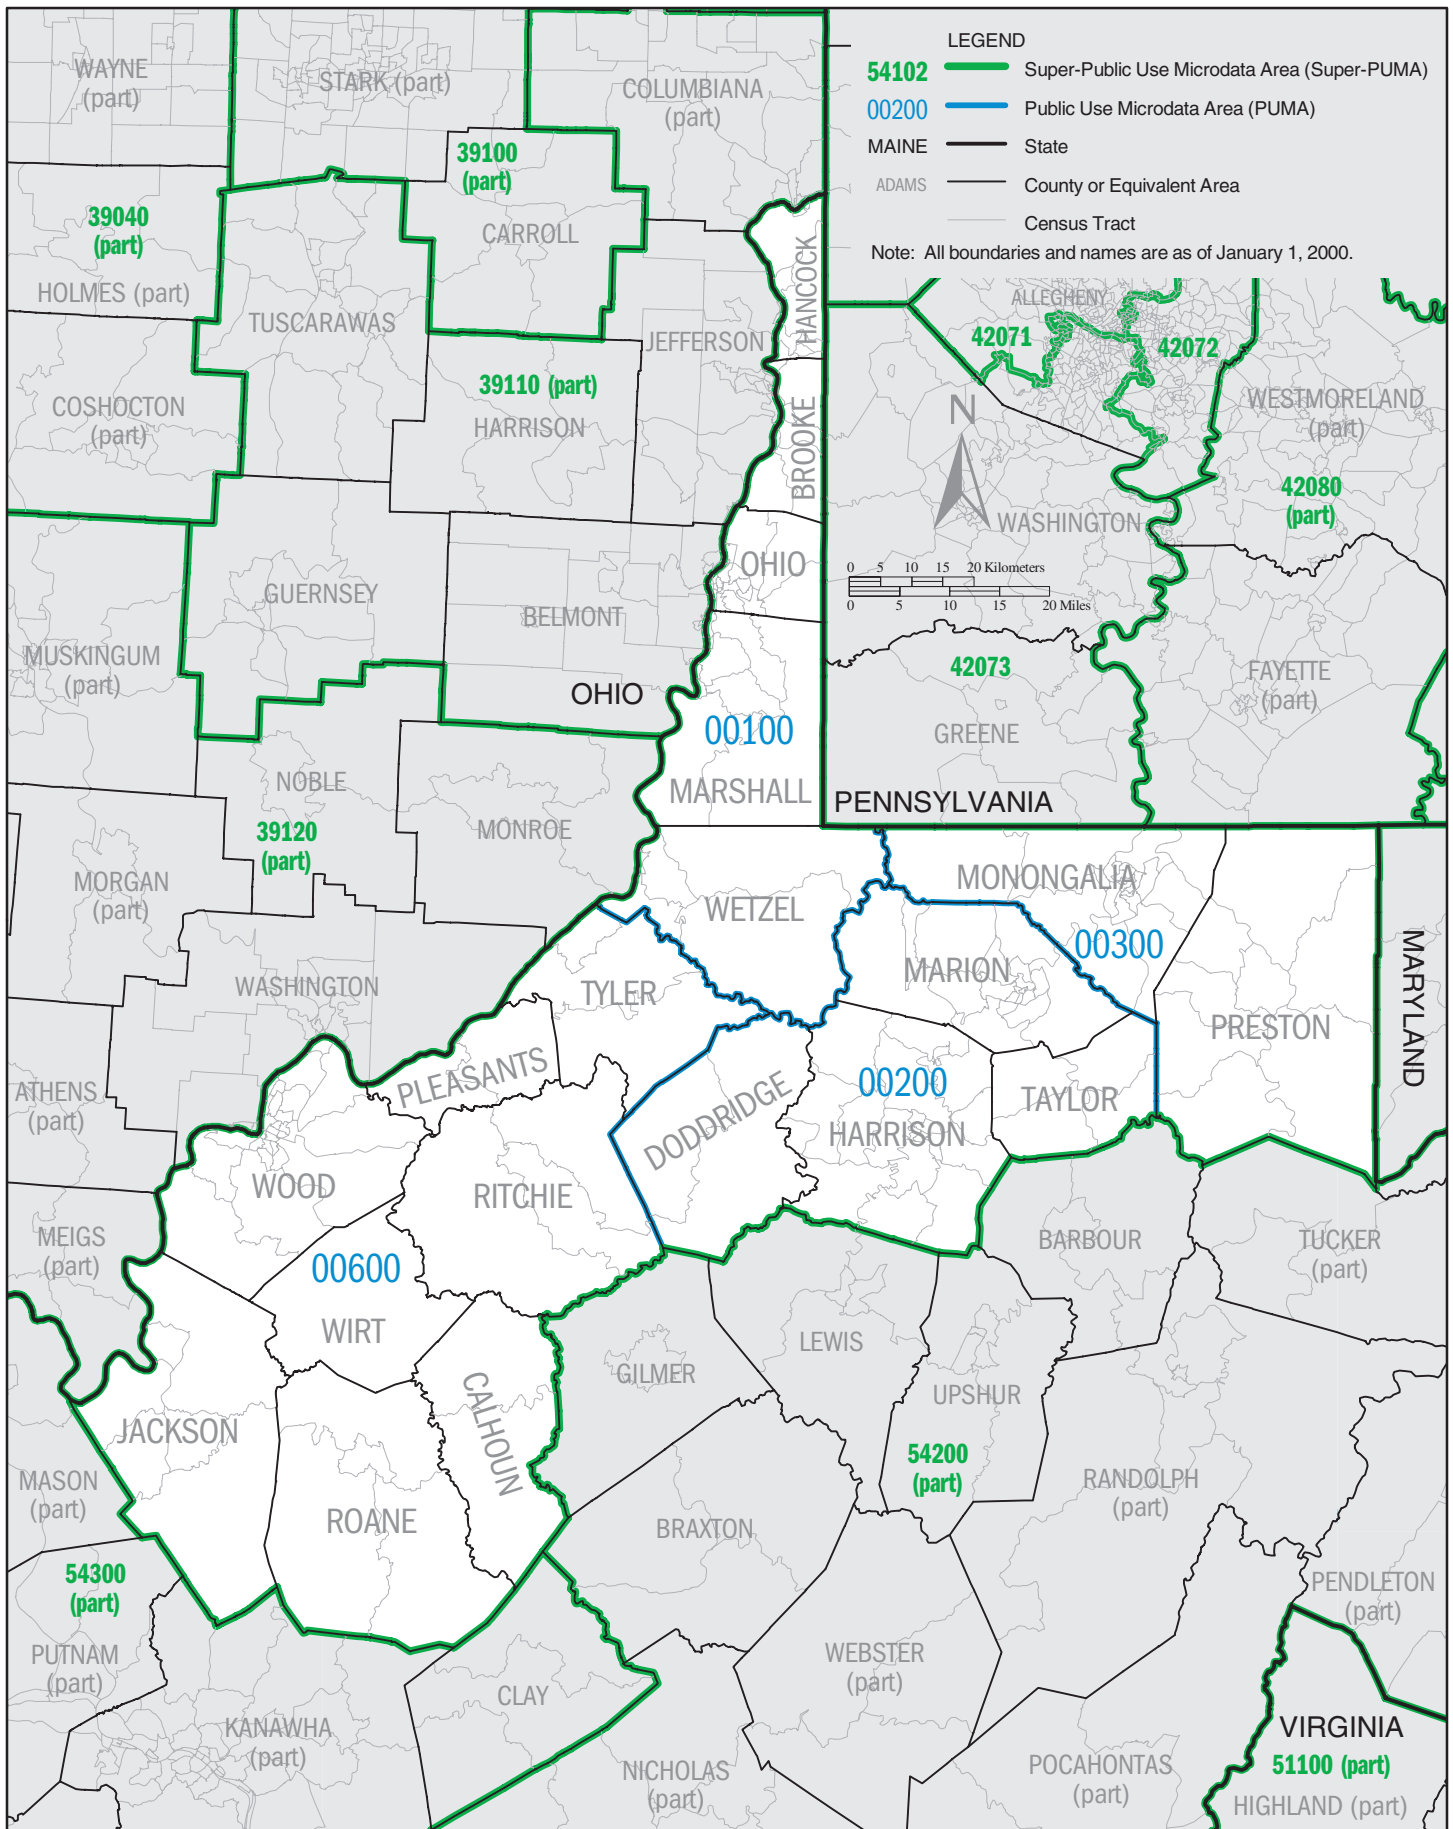 LEGEND
54102 Super-Public Use Microdata Area (Super-PUMA)
00200 Public Use Microdata Area (PUMA)
MAINE State
ADAMS County or Equivalent Area
Census Tract
Note: All boundaries and names are as of January 1, 2000.
WAYNE
(part)
STARK (part)
COLUMBIANA
(part)
39100
(part)
39040
(part)
CARROLL
HOLMES (part)
TUSCARAWAS
HANCOCK
JEFFERSON
ALLEGHENY
42071
42072
39110 (part)
HARRISON
COSHOCTON
(part)
BROOKE
WESTMORELAND
(part)
N
42080
(part)
WASHINGTON
OHIO
0 5 10 15 20 Kilometers
0 5 10 15 20 Miles
GUERNSEY
BELMONT
MUSKINGUM
(part)
OHIO
42073
FAYETTE
(part)
00100
GREENE
NOBLE
MARSHALL
PENNSYLVANIA
39120
(part)
MONROE
MORGAN
(part)
MONONGALIA
WETZEL
00300
MARYLAND
MARION
WASHINGTON
TYLER
PRESTON
PLEASANTS
00200
ATHENS
(part)
DODDRIDGE
TAYLOR
HARRISON
WOOD
RITCHIE
MEIGS
(part)
BARBOUR
TUCKER
(part)
00600
WIRT
LEWIS
GILMER
CALHOUN
UPSHUR
JACKSON
54200
(part)
MASON
(part)
RANDOLPH
(part)
ROANE
BRAXTON
54300
(part)
PENDLETON
(part)
PUTNAM
(part)
WEBSTER
(part)
CLAY
KANAWHA
(part)
VIRGINIA
51100 (part)
NICHOLAS
(part)
POCAHONTAS
(part)
HIGHLAND (part)